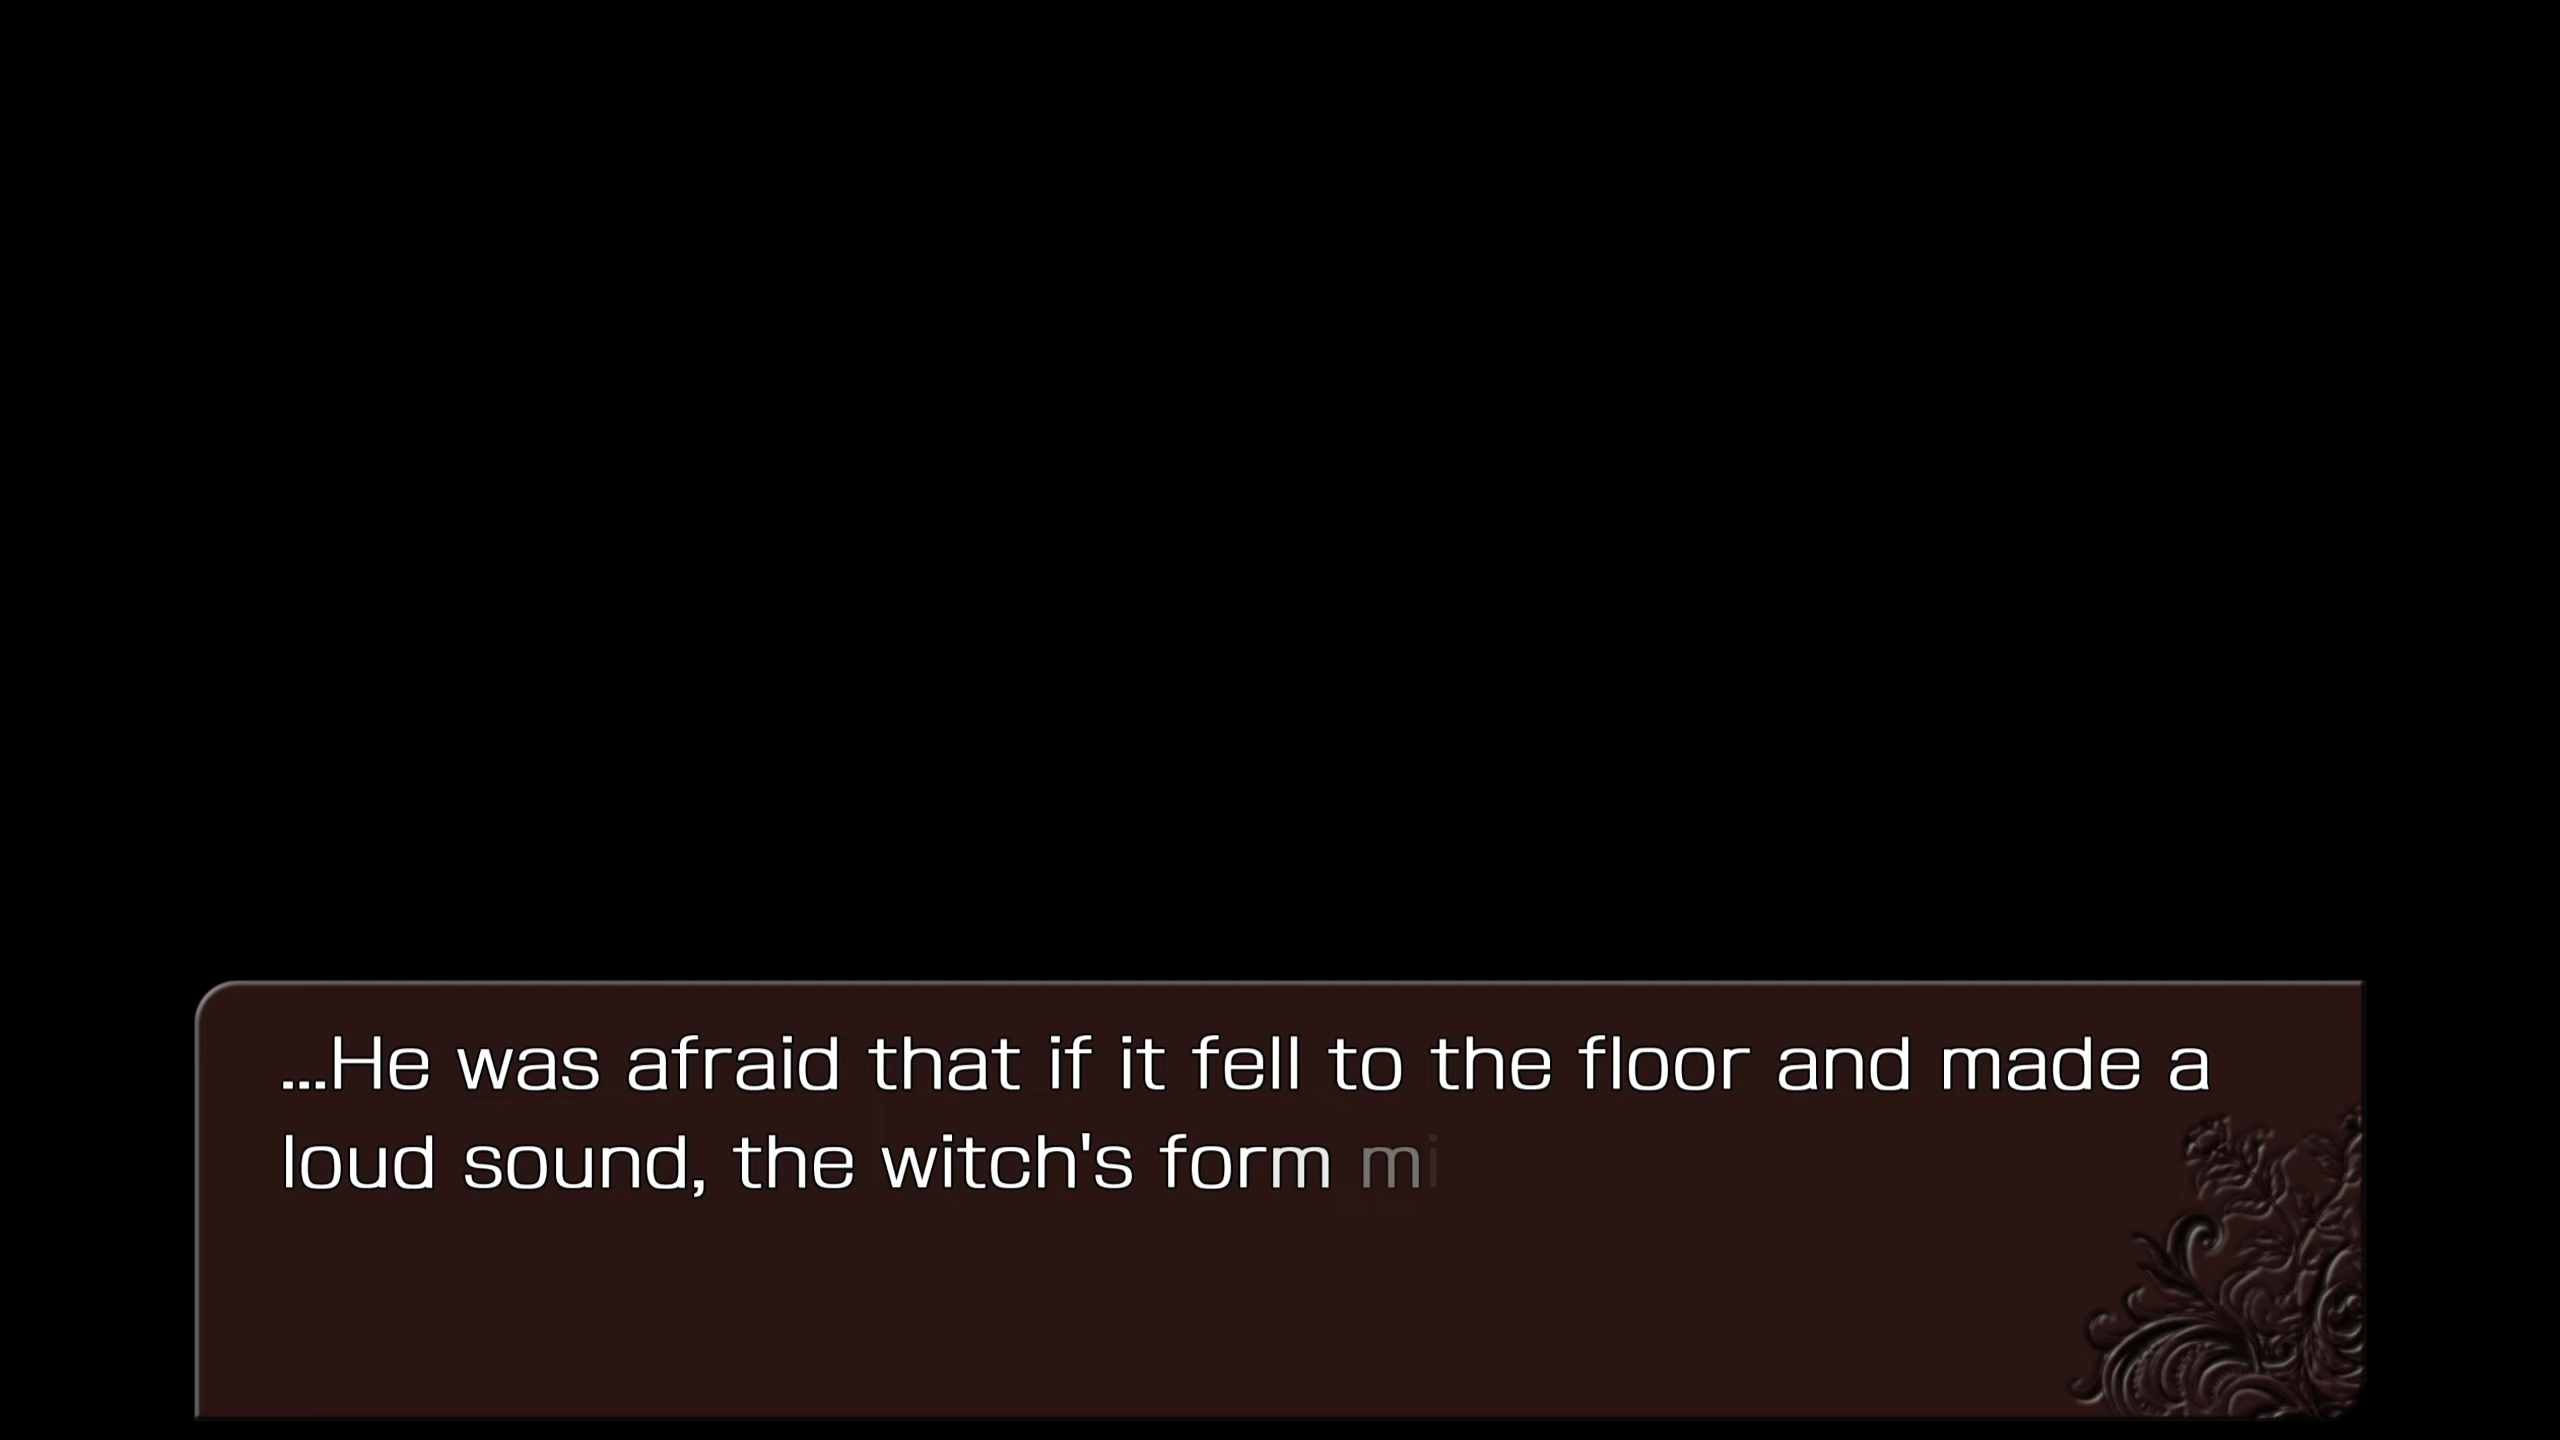 ...He was afraid that if it fell to the floor and made a
loud sound, the witch's form mi